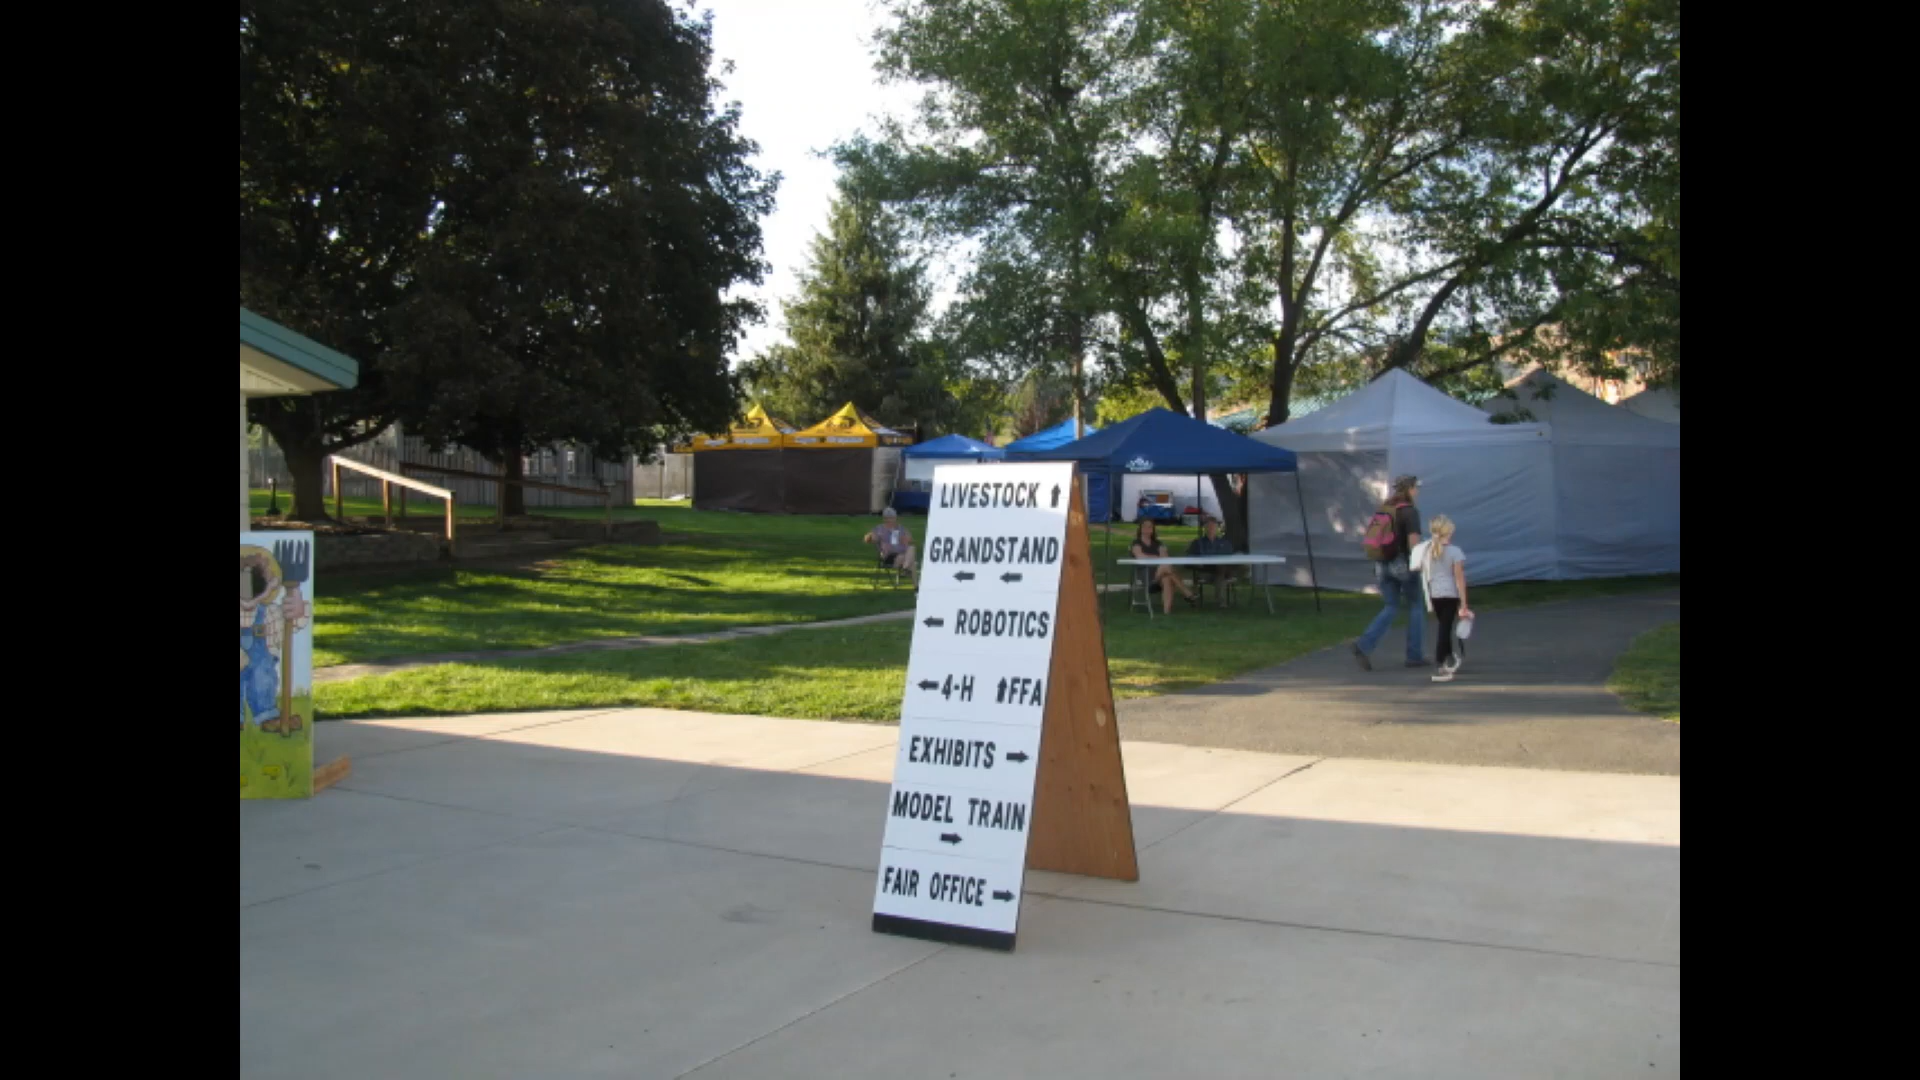 LIVESTOCK ⬆
GRANDSTAND
⬅ ⬅
⬅ ROBOTICS
⬅ 4-H ⬆FFA
EXHIBITS ➡
MODEL TRAIN
➡
FAIR OFFICE ➡